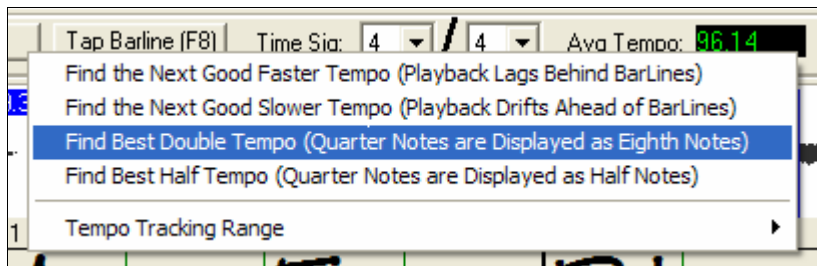 Tap Barline (F8) Time Sig: 4 / 4 Avg Tempo: 96.14
Find the Next Good Faster Tempo (Playback Lags Behind BarLines)
Find the Next Good Slower Tempo (Playback Drifts Ahead of BarLines)
Find Best Double Tempo (Quarter Notes are Displayed as Eighth Notes)
Find Best Half Tempo (Quarter Notes are Displayed as Half Notes)
Tempo Tracking Range
1